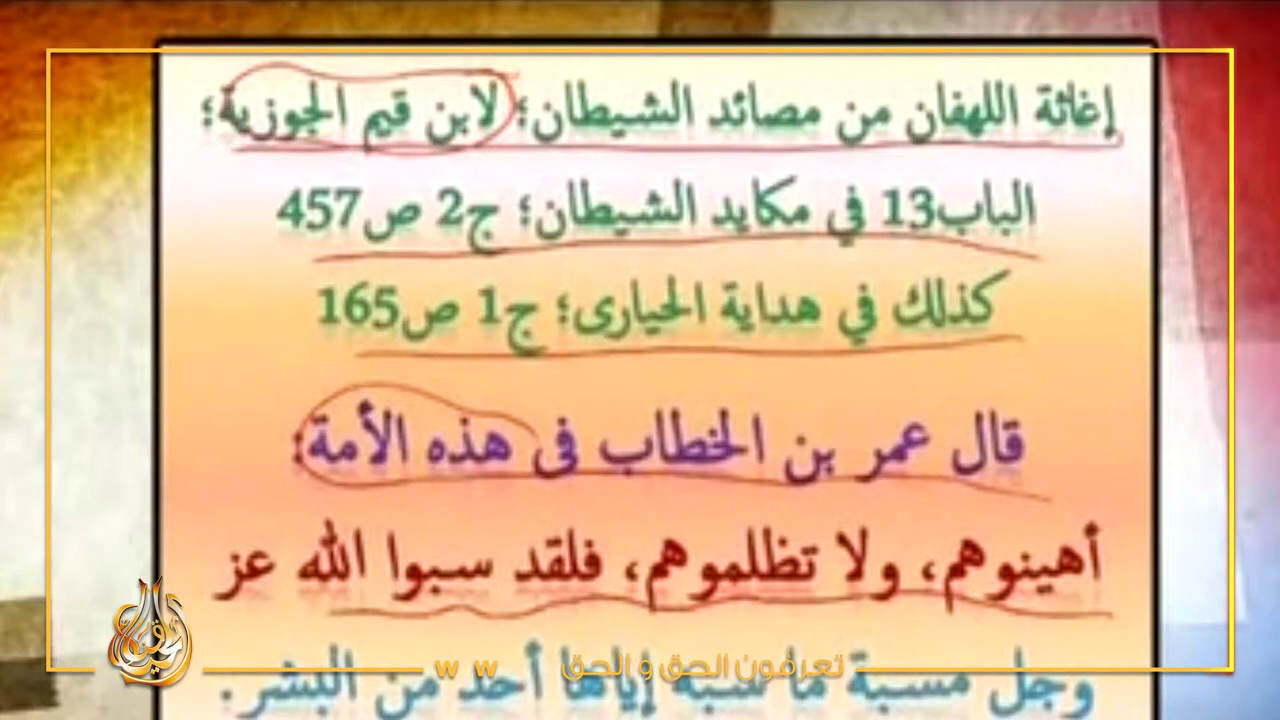 إغاثة اللهفان من مصائد الشيطان؛ لابن قيم الجوزية؛
الباب13 في مكايد الشيطان؛ ج2 ص457
كذلك في هداية الحيارى؛ ج1 ص165
قال عمر بن الخطاب فى هذه الأمة:
أهينوهم، ولا تظلموهم، فلقد سبوا الله عز
وجل مسبة ما سبه إياها أحد من البشر.
تعرفون الحق و الحق
W W